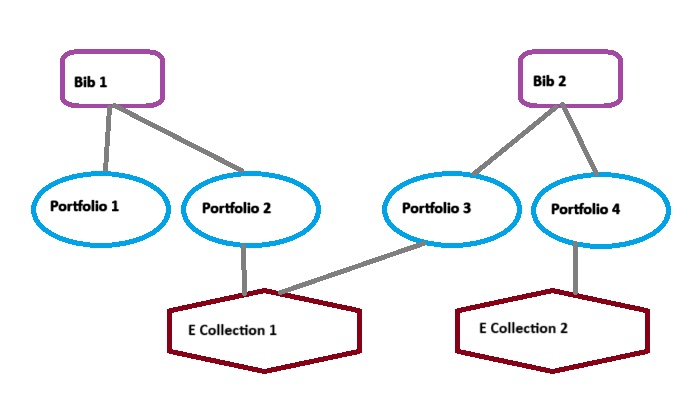 Bib 1
Bib 2
Portfolio 1
Portfolio 2
Portfolio 3
Portfolio 4
E Collection 1
E Collection 2